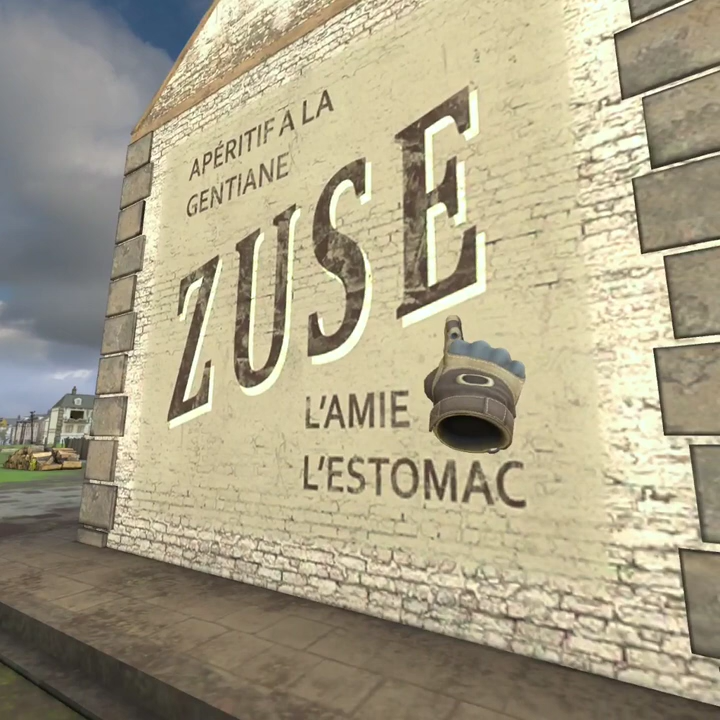 APÉRITIF A LA
GENTIANE
ZUSE
L'AMIE
L'ESTOMAC